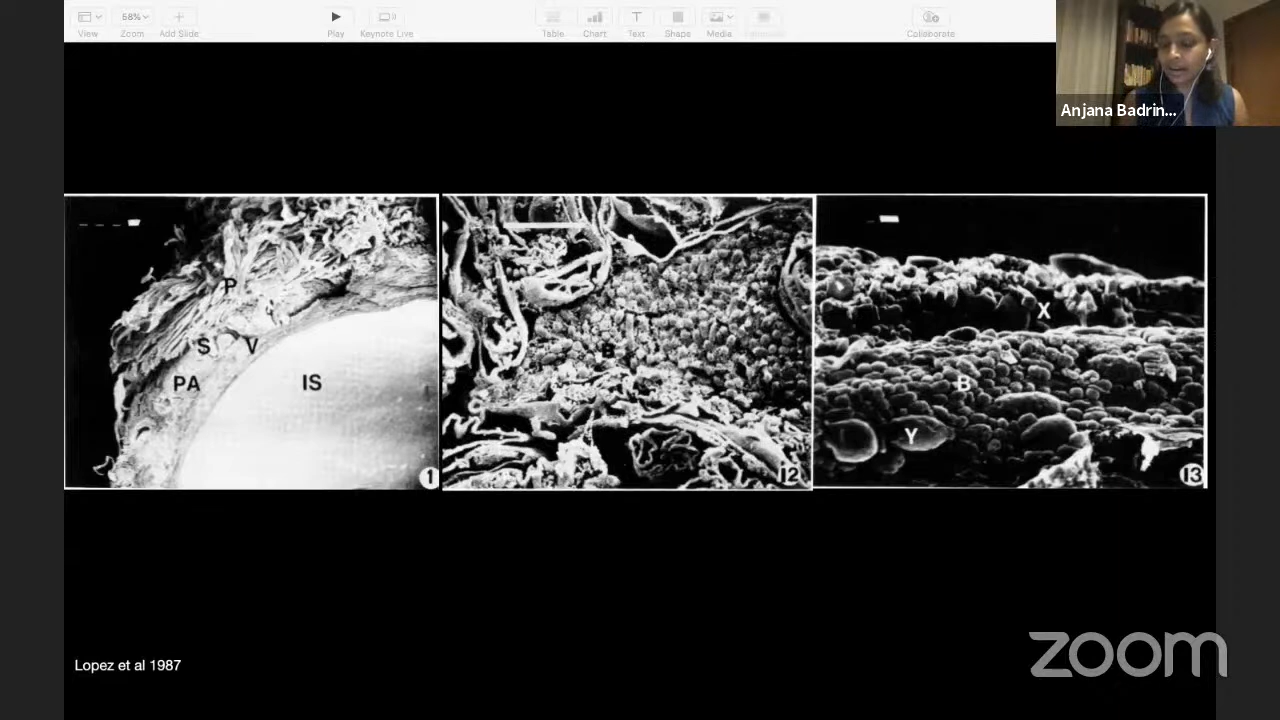 View
58%
Zoom
Add Slide
Play
Keynote Live
Table
Chart
Text
Shape
Media
Collaborate
Anjana Badrin...
P
S
V
PA
IS
1
B
12
X
B
Y
13
Lopez et al 1987
zoom